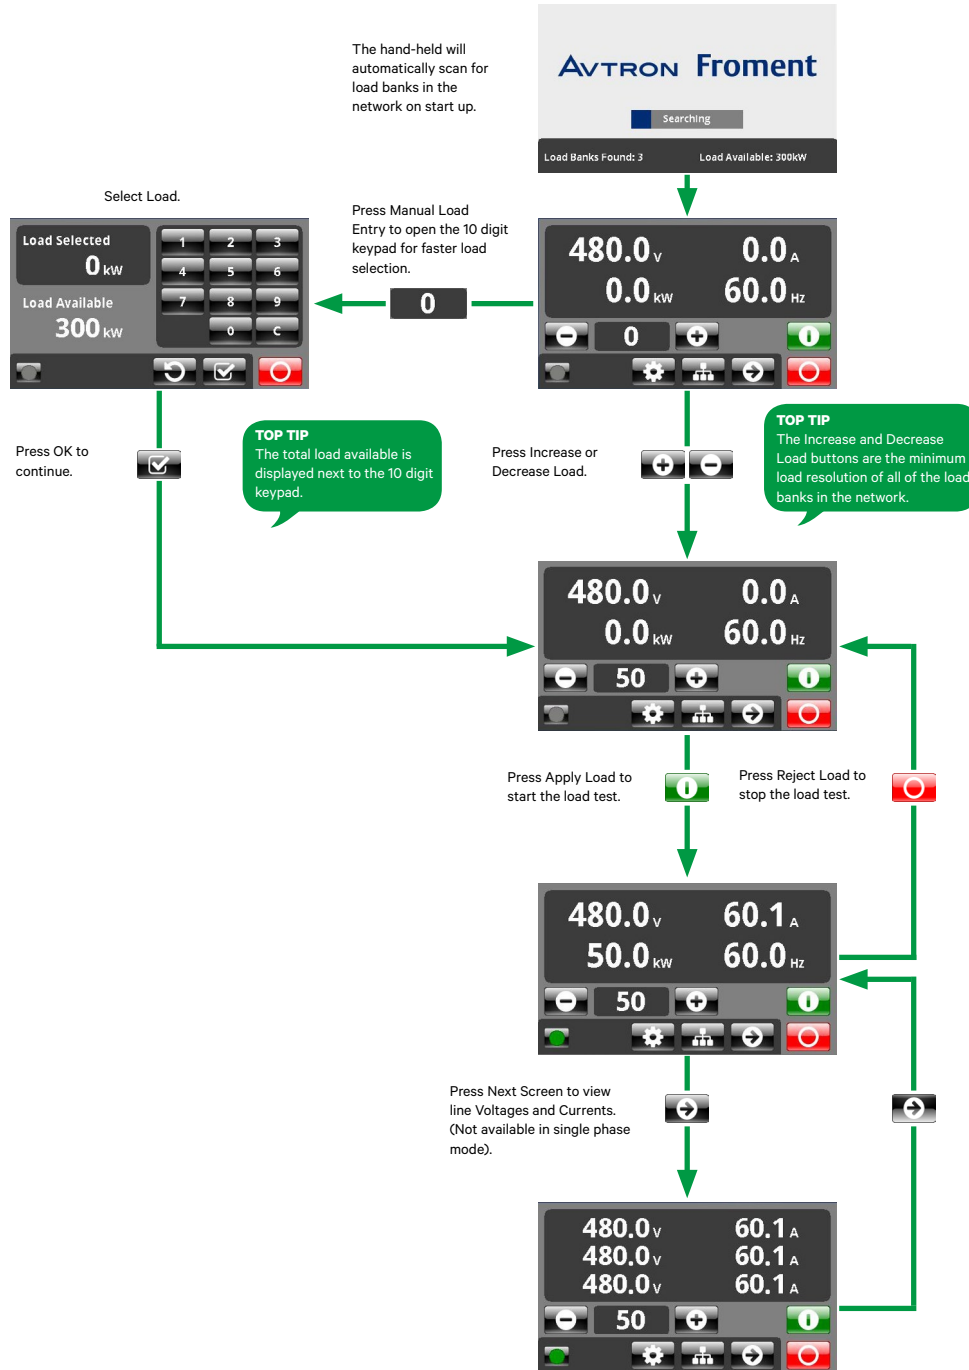 The hand-held will
automatically scan for
load banks in the
network on start up.
AVTRON Froment
Searching
Load Banks Found: 3 Load Available: 300kW
Select Load.
Press Manual Load
Entry to open the 10 digit
keypad for faster load
selection.
0
Load Selected
0 kW
Load Available
300 kW
1 2 3
4 5 6
7 8 9
0 C
480.0 V 0.0 A
0.0 kW 60.0 Hz
0
Press OK to
continue.
TOP TIP
The total load available is
displayed next to the 10 digit
keypad.
Press Increase or
Decrease Load.
TOP TIP
The Increase and Decrease
Load buttons are the minimum
load resolution of all of the load
banks in the network.
480.0 V 0.0 A
0.0 kW 60.0 Hz
50
Press Apply Load to
start the load test.
Press Reject Load to
stop the load test.
480.0 V 60.1 A
50.0 kW 60.0 Hz
50
Press Next Screen to view
line Voltages and Currents.
(Not available in single phase
mode).
480.0 V 60.1 A
480.0 V 60.1 A
480.0 V 60.1 A
50